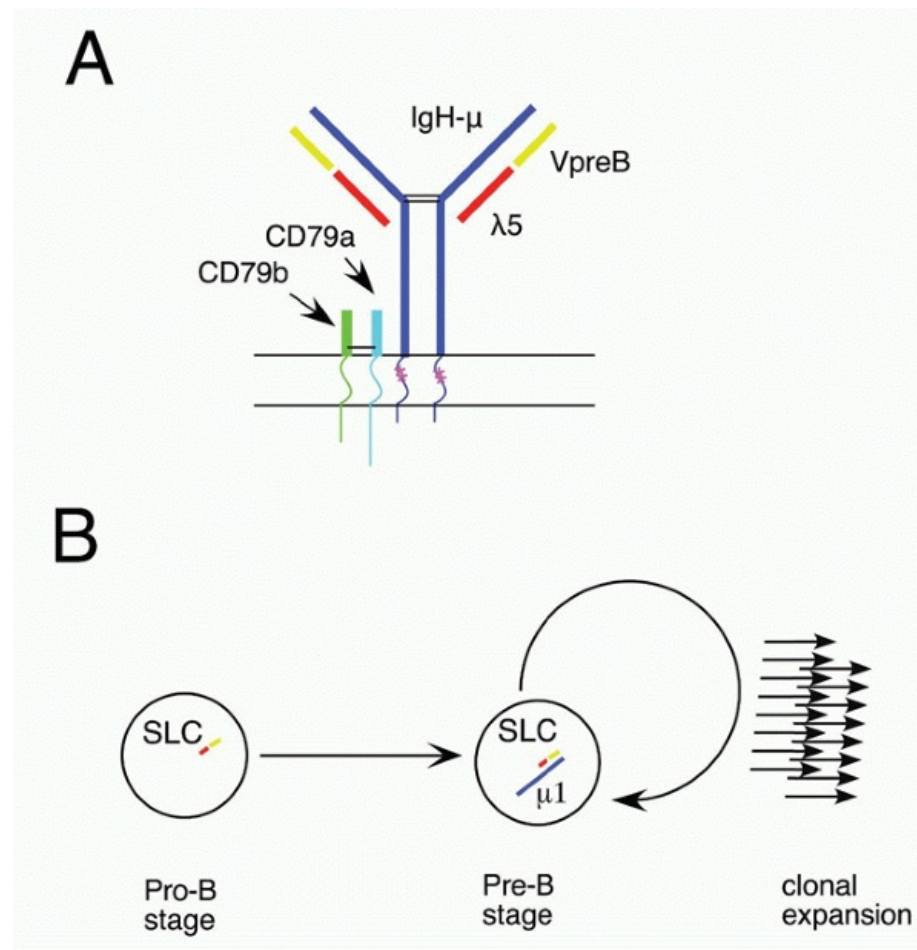 A
IgH-μ
VpreB
λ5
CD79a
CD79b
B
SLC
SLC
μ1
Pro-B
stage
Pre-B
stage
clonal
expansion